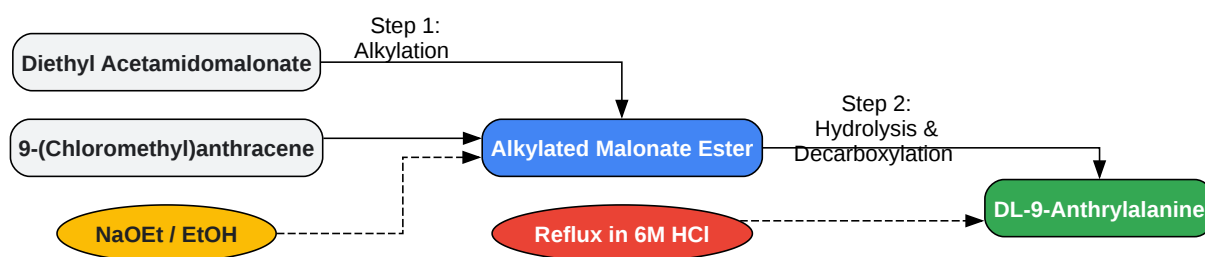 Step 1:
Alkylation
Diethyl Acetamidomalonate
9-(Chloromethyl)anthracene
Alkylated Malonate Ester
Step 2:
Hydrolysis &
Decarboxylation
NaOEt / EtOH
Reflux in 6M HCl
DL-9-Anthrylalanine